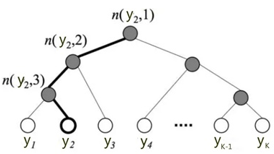 n(y₂,1)
n(y₂,2)
n(y₂,3)
y₁ y₂ y₃ y₄ .... yK-1 yK